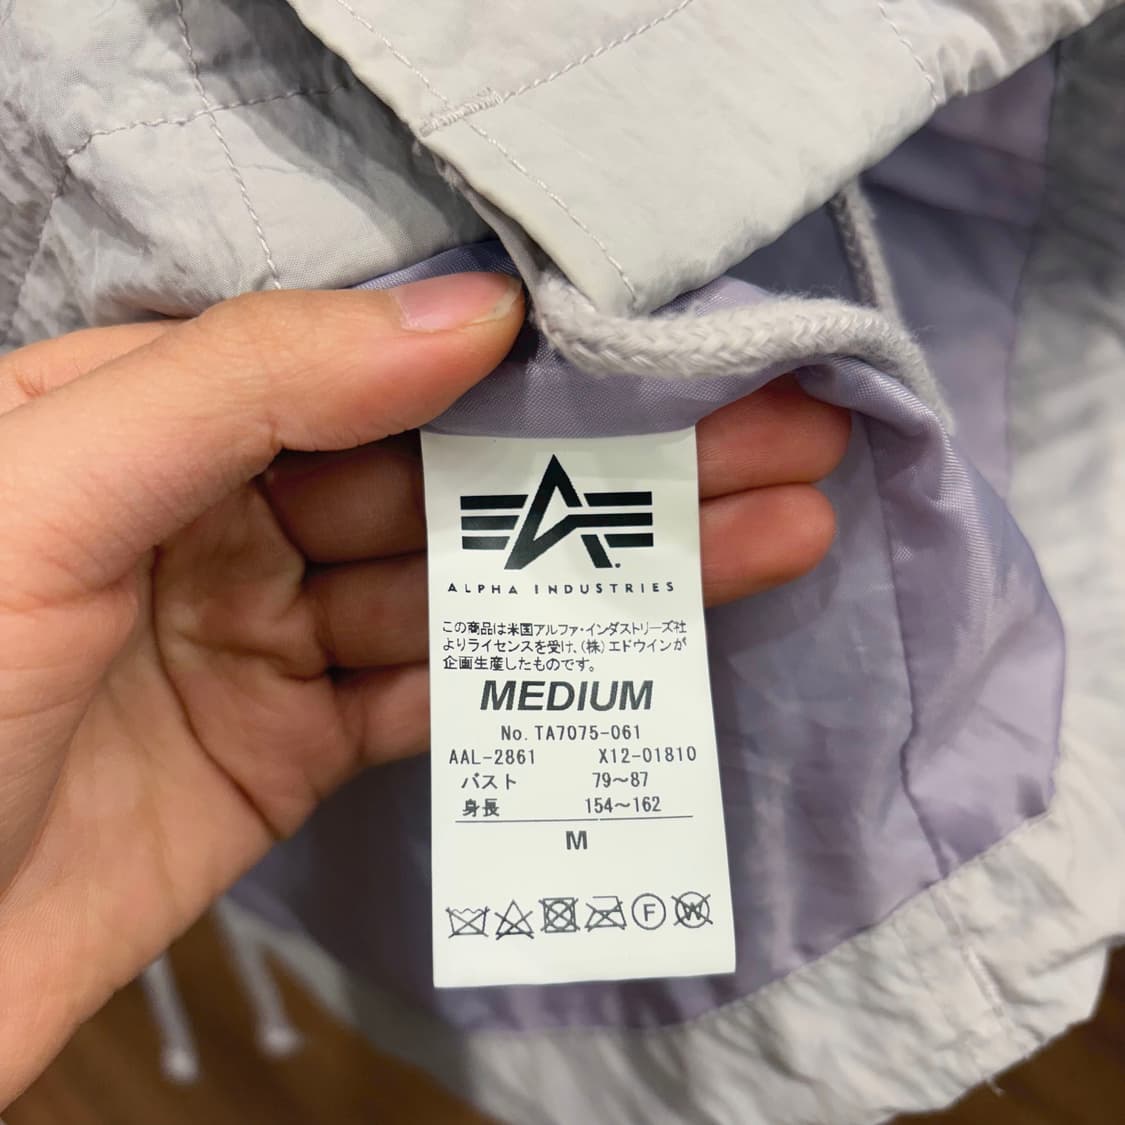 ALPHA INDUSTRIES
この商品は米国アルファ・インダストリーズ社
よりライセンスを受け、(株)エドウインが
企画生産したものです。
MEDIUM
No. TA7075-061
AAL-2861 X12-01810
バスト 79～87
身長 154～162
M
F W